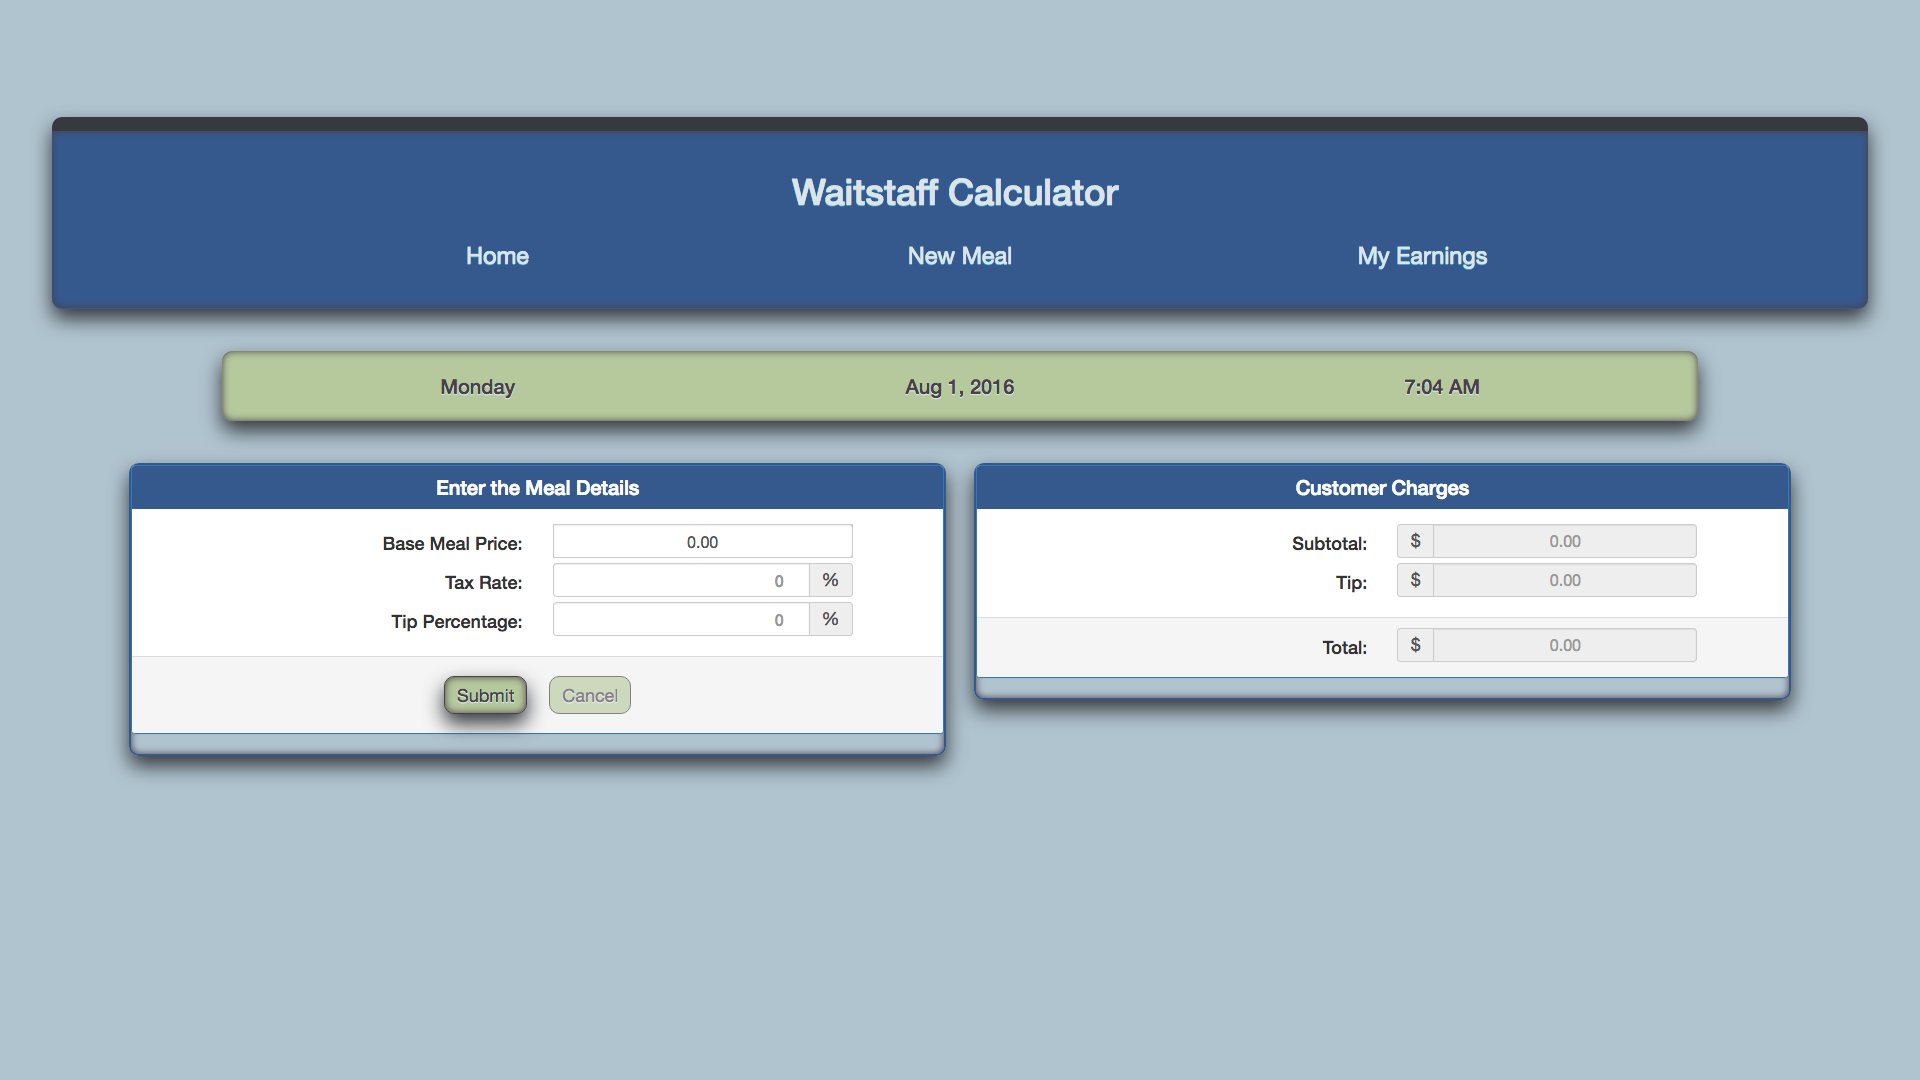 Waitstaff Calculator
Home New Meal My Earnings
Monday Aug 1, 2016 7:04 AM
Enter the Meal Details
Base Meal Price: 0.00
Tax Rate: 0 %
Tip Percentage: 0 %
Submit Cancel
Customer Charges
Subtotal: $ 0.00
Tip: $ 0.00
Total: $ 0.00